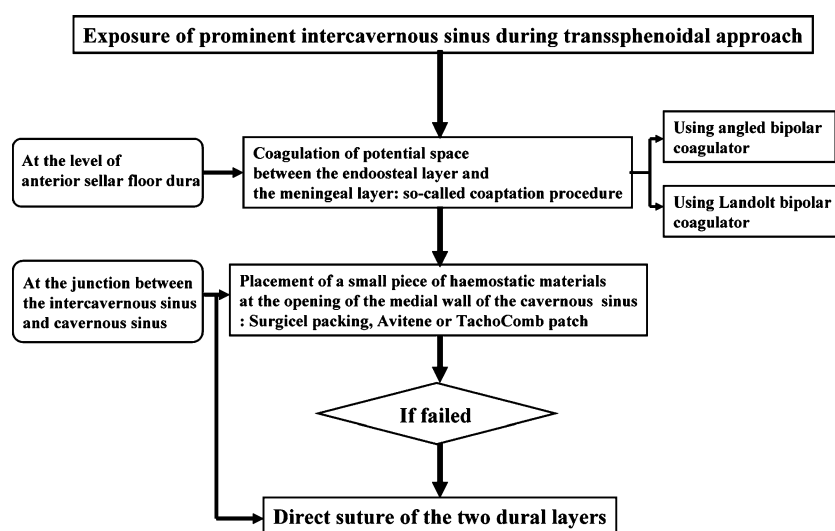 Exposure of prominent intercavernous sinus during transsphenoidal approach
At the level of
anterior sellar floor dura
Coagulation of potential space
between the endoosteal layer and
the meningeal layer: so-called coaptation procedure
Using angled bipolar
coagulator
Using Landolt bipolar
coagulator
At the junction between
the intercavernous sinus
and cavernous sinus
Placement of a small piece of haemostatic materials
at the opening of the medial wall of the cavernous sinus
: Surgicel packing, Avitene or TachoComb patch
If failed
Direct suture of the two dural layers